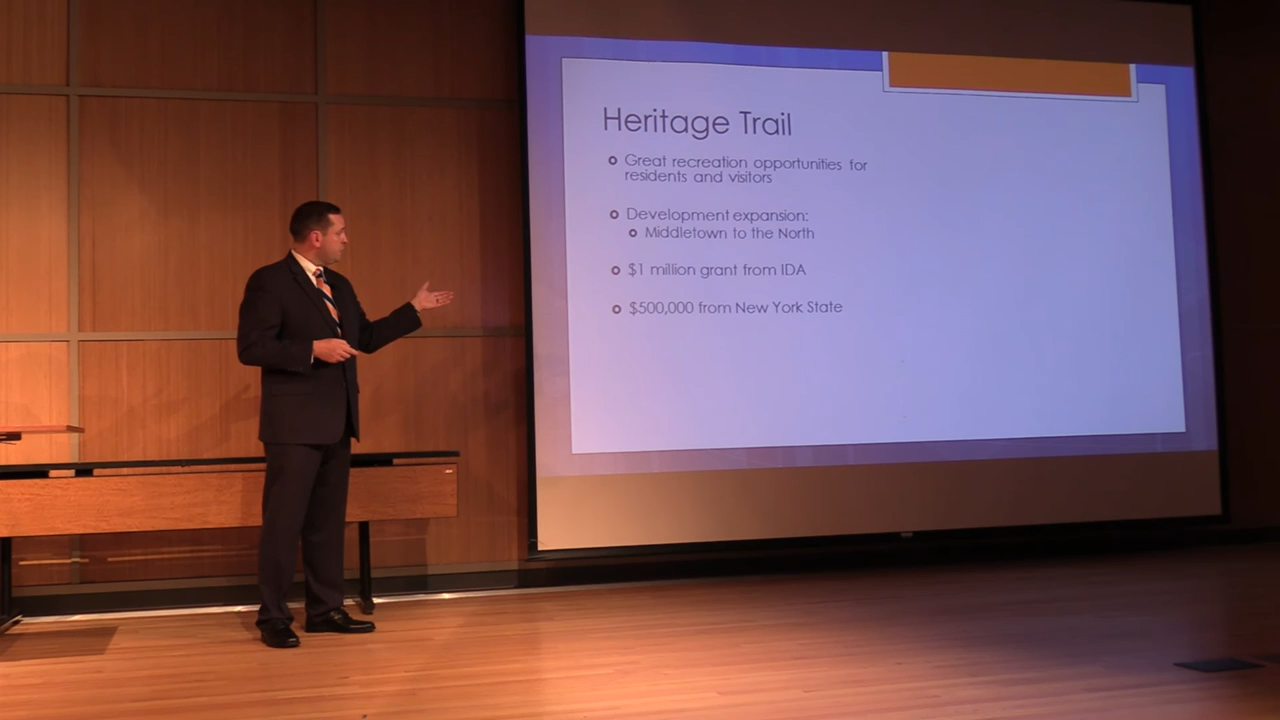 Heritage Trail
Great recreation opportunities for
residents and visitors
Development expansion:
Middletown to the North
$1 million grant from IDA
$500,000 from New York State